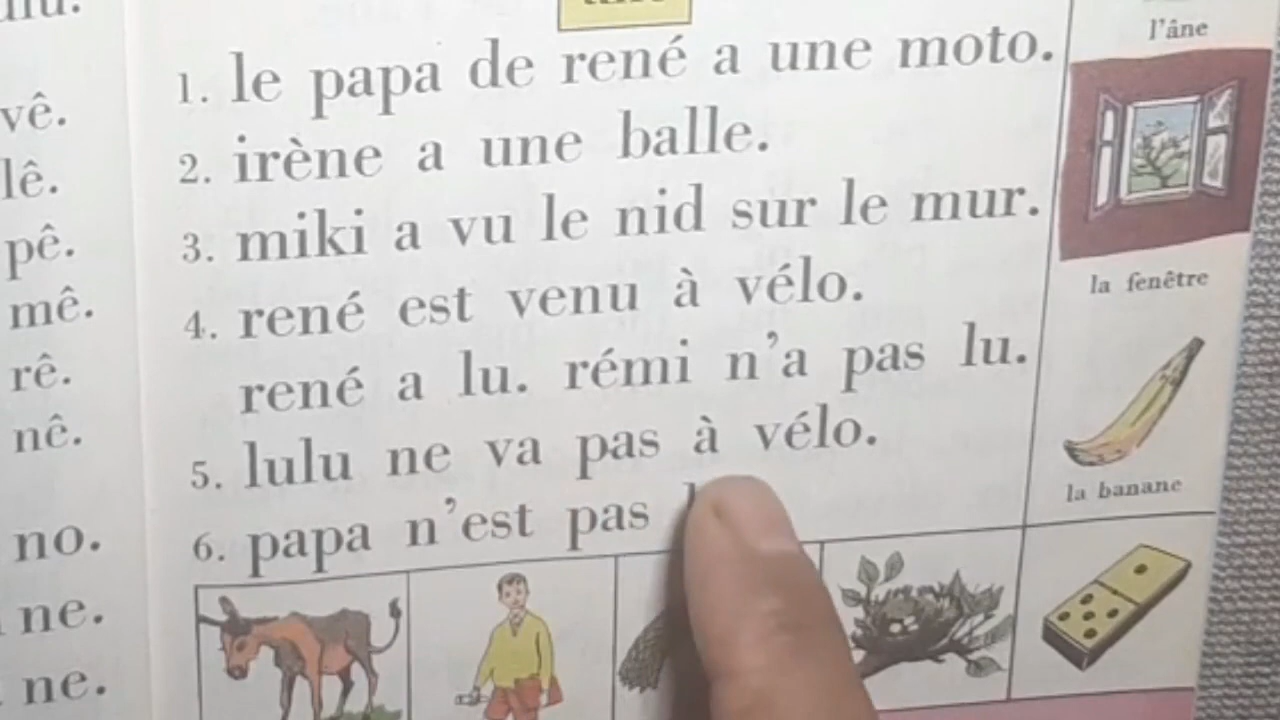 l'âne
1. le papa de rené a une moto.
2. irène a une balle.
3. miki a vu le nid sur le mur.
4. rené est venu à vélo.
rené a lu. rémi n'a pas lu.
5. lulu ne va pas à vélo.
6. papa n'est pas
la fenêtre
la banane
vê.
lê.
pê.
mê.
rê.
nê.
no.
ne.
ne.